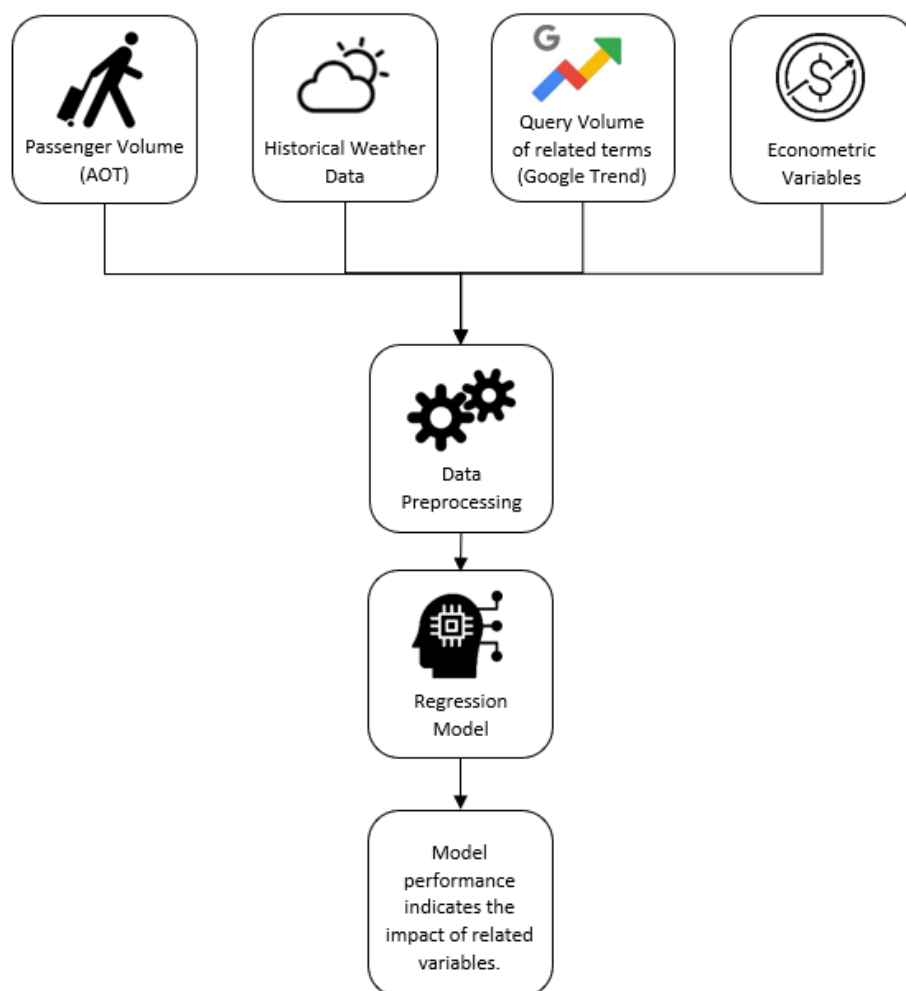 Passenger Volume
(AOT)
Historical Weather
Data
G
Query Volume
of related terms
(Google Trend)
$
Econometric
Variables
Data
Preprocessing
Regression
Model
Model
performance
indicates the
impact of related
variables.